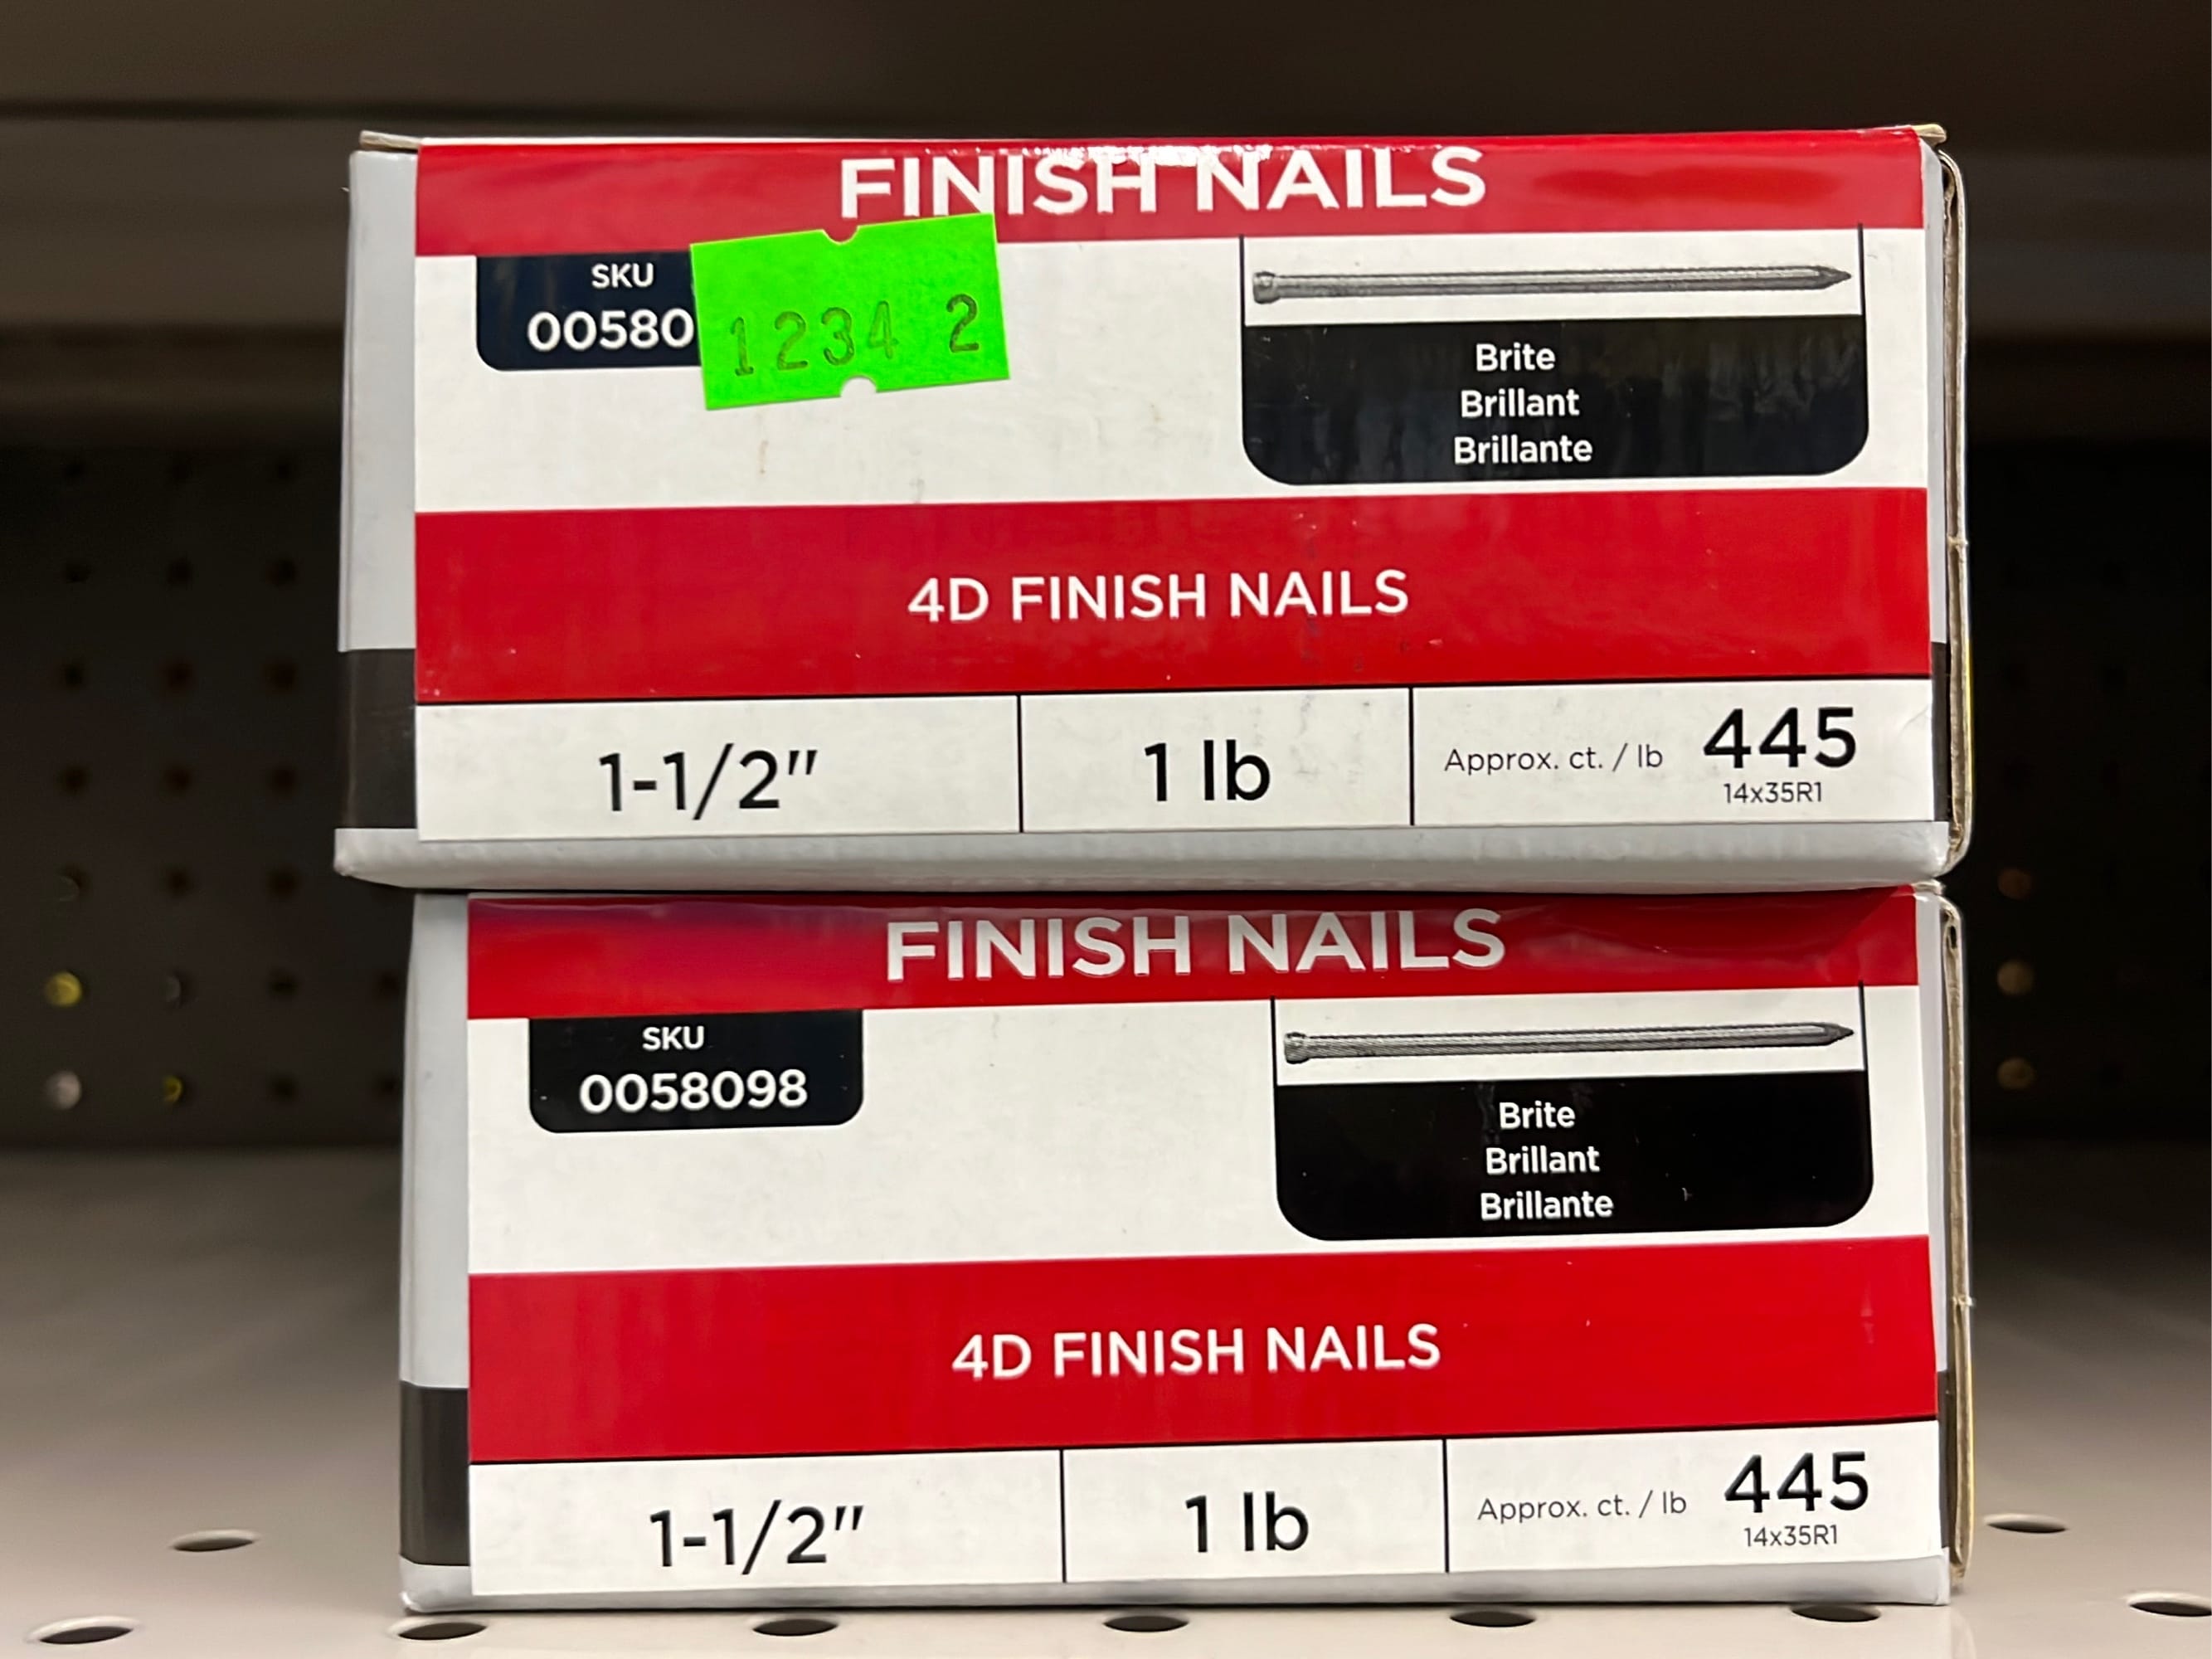 FINISH NAILS
SKU
00580
1234 2
Brite
Brillant
Brillante
4D FINISH NAILS
1-1/2"
1 lb
Approx. ct. / lb 445
14x35R1
FINISH NAILS
SKU
0058098
Brite
Brillant
Brillante
4D FINISH NAILS
1-1/2"
1 lb
Approx. ct. / lb 445
14x35R1